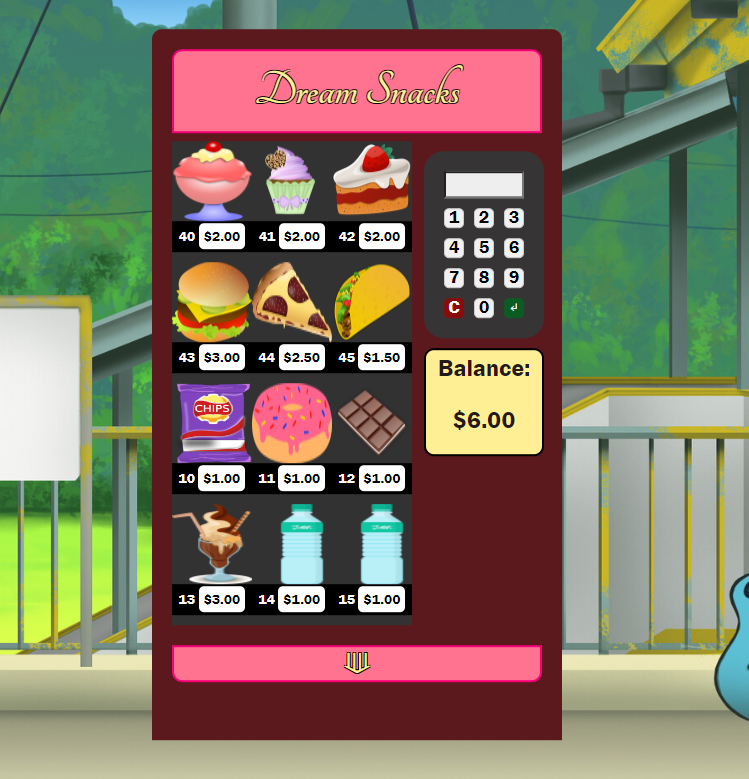 Dream Snacks
1 2 3
4 5 6
7 8 9
C 0 ↵
Balance:
$6.00
40 $2.00 41 $2.00 42 $2.00
43 $3.00 44 $2.50 45 $1.50
CHIPS
10 $1.00 11 $1.00 12 $1.00
13 $3.00 14 $1.00 15 $1.00